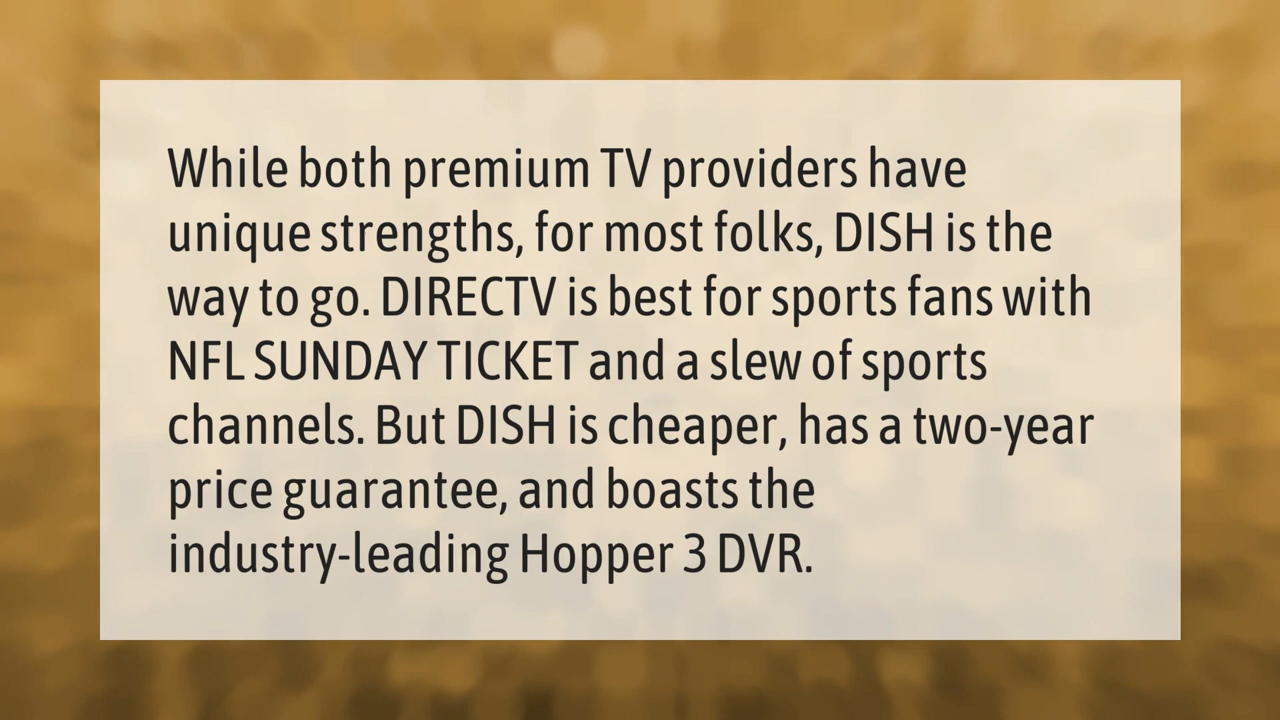 While both premium TV providers have
unique strengths, for most folks, DISH is the
way to go. DIRECTV is best for sports fans with
NFL SUNDAY TICKET and a slew of sports
channels. But DISH is cheaper, has a two-year
price guarantee, and boasts the
industry-leading Hopper 3 DVR.